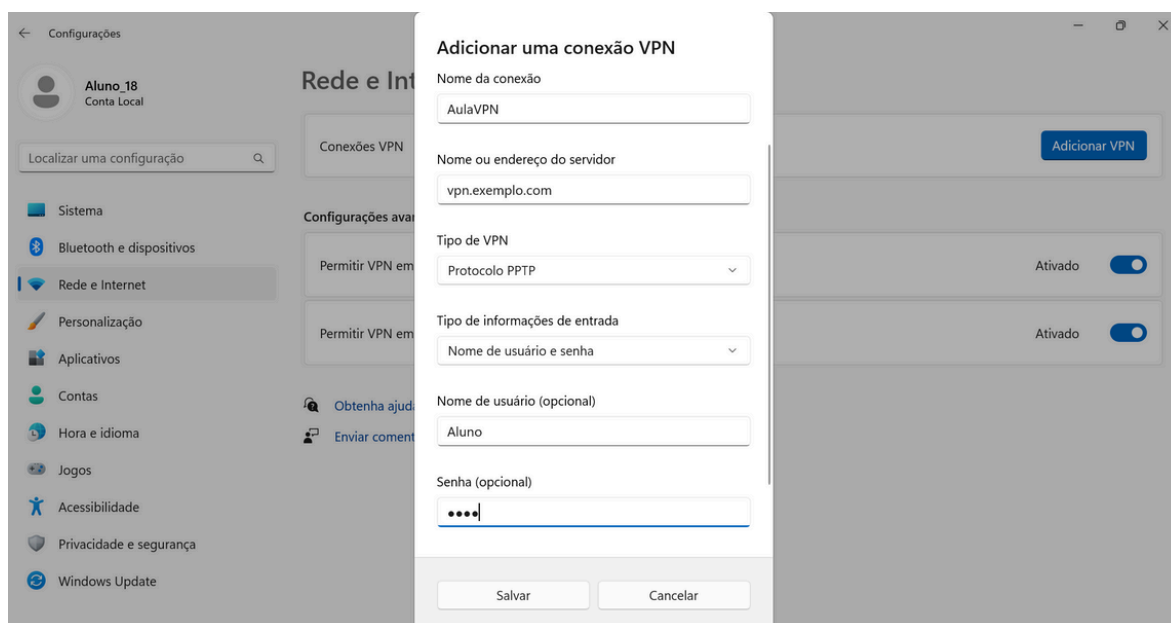 Configurações
Aluno_18
Conta Local
Localizar uma configuração
Sistema
Bluetooth e dispositivos
Rede e Internet
Personalização
Aplicativos
Contas
Hora e idioma
Jogos
Acessibilidade
Privacidade e segurança
Windows Update
Rede e Int
Conexões VPN
Adicionar VPN
Configurações avan
Permitir VPN em
Ativado
Permitir VPN em
Ativado
Obtenha ajud
Enviar coment
Adicionar uma conexão VPN
Nome da conexão
AulaVPN
Nome ou endereço do servidor
vpn.exemplo.com
Tipo de VPN
Protocolo PPTP
Tipo de informações de entrada
Nome de usuário e senha
Nome de usuário (opcional)
Aluno
Senha (opcional)
••••
Salvar
Cancelar